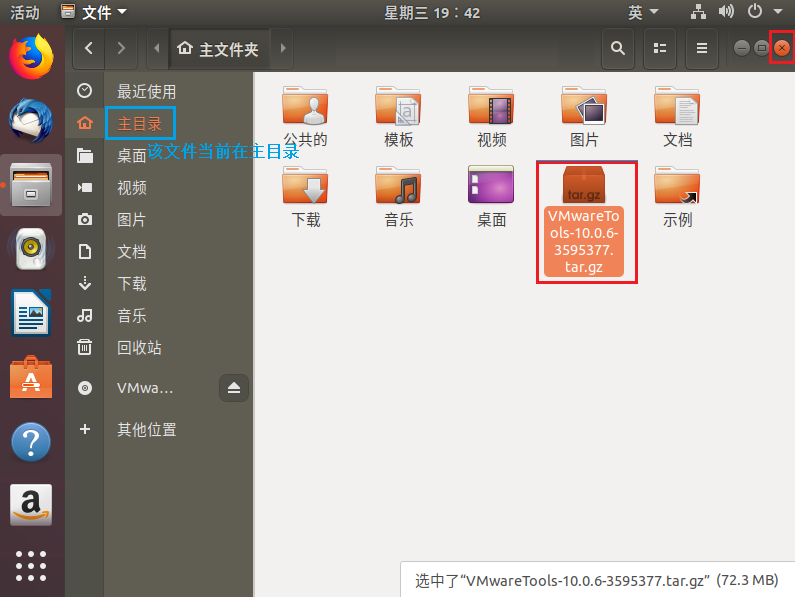 活动
文件
星期三 19：42
英
主文件夹
最近使用
主目录
该文件当前在主目录
桌面
视频
图片
文档
下载
音乐
回收站
VMwa…
其他位置
公共的
模板
视频
图片
文档
下载
音乐
桌面
tar.gz
VMwareTo
ols-10.0.6-
3595377.
tar.gz
示例
选中了“VMwareTools-10.0.6-3595377.tar.gz” (72.3 MB)